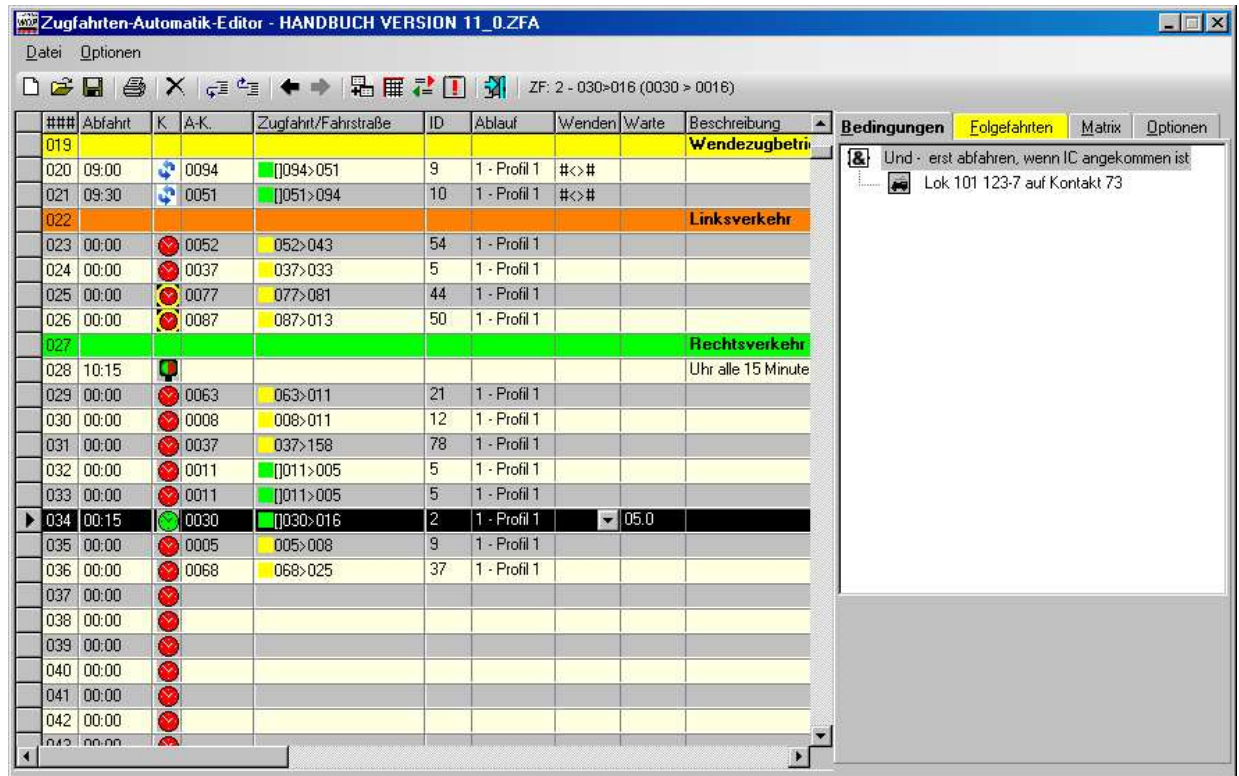 Zugfahrten-Automatik-Editor - HANDBUCH VERSION 11_0.ZFA
Datei Optionen
ZF: 2 - 030>016 (0030 > 0016)
### Abfahrt K A-K. Zugfahrt/Fahrstraße ID Ablauf Wenden Warte Beschreibung
019 Wendezugbetri
020 09:00 0094 []094>051 9 1 - Profil 1 #<>#
021 09:30 0051 []051>094 10 1 - Profil 1 #<>#
022 Linksverkehr
023 00:00 0052 052>043 54 1 - Profil 1
024 00:00 0037 037>033 5 1 - Profil 1
025 00:00 0077 077>081 44 1 - Profil 1
026 00:00 0087 087>013 50 1 - Profil 1
027 Rechtsverkehr
028 10:15 Uhr alle 15 Minute
029 00:00 0063 063>011 21 1 - Profil 1
030 00:00 0008 008>011 12 1 - Profil 1
031 00:00 0037 037>158 78 1 - Profil 1
032 00:00 0011 []011>005 5 1 - Profil 1
033 00:00 0011 []011>005 5 1 - Profil 1
034 00:15 0030 []030>016 2 1 - Profil 1 05.0
035 00:00 0005 005>008 9 1 - Profil 1
036 00:00 0068 068>025 37 1 - Profil 1
037 00:00
038 00:00
039 00:00
040 00:00
041 00:00
042 00:00
043 00:00
Bedingungen Folgefahrten Matrix Optionen
{&} Und - erst abfahren, wenn IC angekommen ist
Lok 101 123-7 auf Kontakt 73